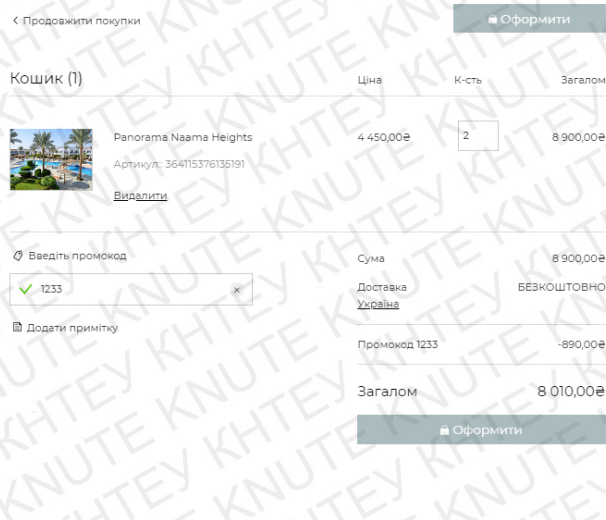 Продовжити покупки
Оформити
Кошик (1)
Ціна
К-сть
Загалом
Panorama Naama Heights
4 450,00₴
2
8 900,00₴
Артикул.: 364115376135191
Видалити
Введіть промокод
1233
Додати примітку
Сума
8 900,00₴
Доставка
БЕЗКОШТОВНО
Україна
Промокод 1233
-890,00₴
Загалом
8 010,00₴
Оформити
KNUTE КНТЕУ